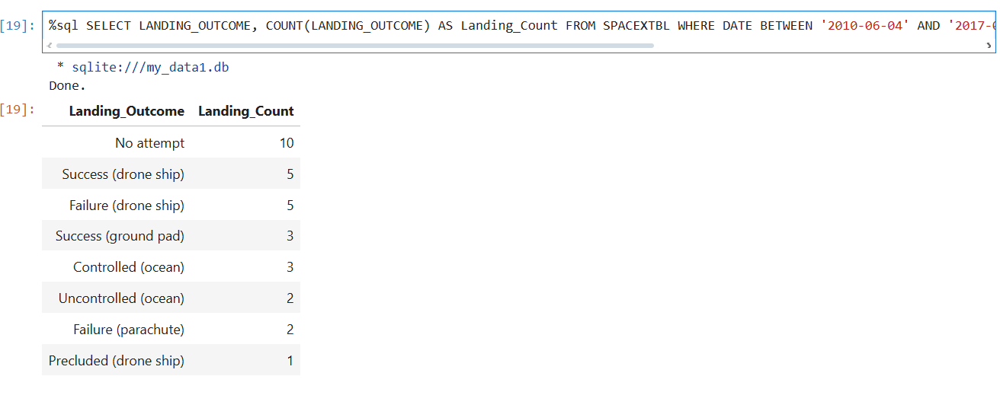 [19]: %sql SELECT LANDING_OUTCOME, COUNT(LANDING_OUTCOME) AS Landing_Count FROM SPACEXTBL WHERE DATE BETWEEN '2010-06-04' AND '2017-
* sqlite:///my_data1.db
Done.
[19]: Landing_Outcome Landing_Count
No attempt 10
Success (drone ship) 5
Failure (drone ship) 5
Success (ground pad) 3
Controlled (ocean) 3
Uncontrolled (ocean) 2
Failure (parachute) 2
Precluded (drone ship) 1